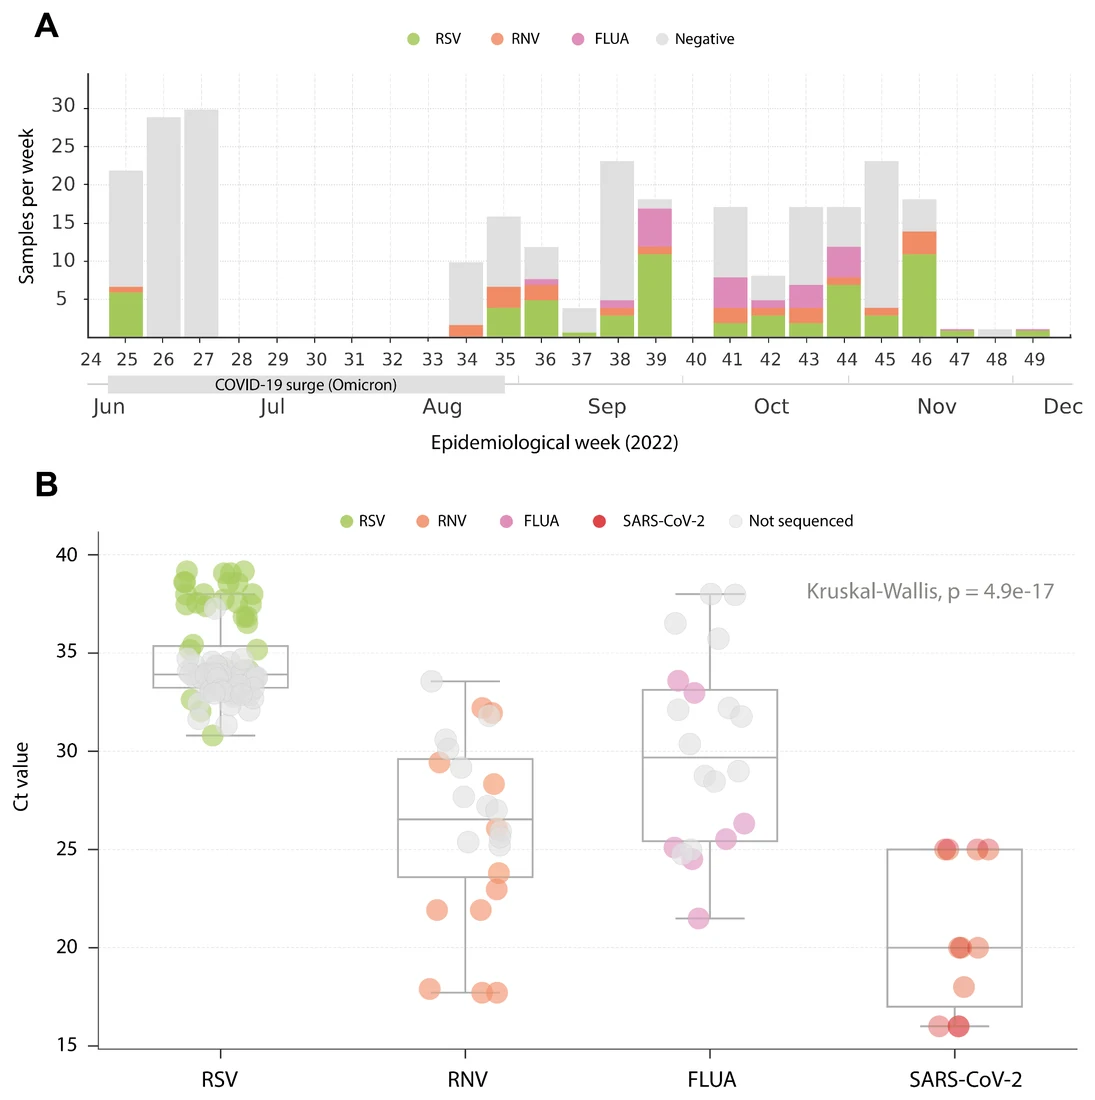 A
RSV RNV FLUA Negative
Samples per week
30
25
20
15
10
5
24 25 26 27 28 29 30 31 32 33 34 35 36 37 38 39 40 41 42 43 44 45 46 47 48 49
COVID-19 surge (Omicron)
Jun Jul Aug Sep Oct Nov Dec
Epidemiological week (2022)
B
RSV RNV FLUA SARS-CoV-2 Not sequenced
Kruskal-Wallis, p = 4.9e-17
Ct value
40
35
30
25
20
15
RSV RNV FLUA SARS-CoV-2